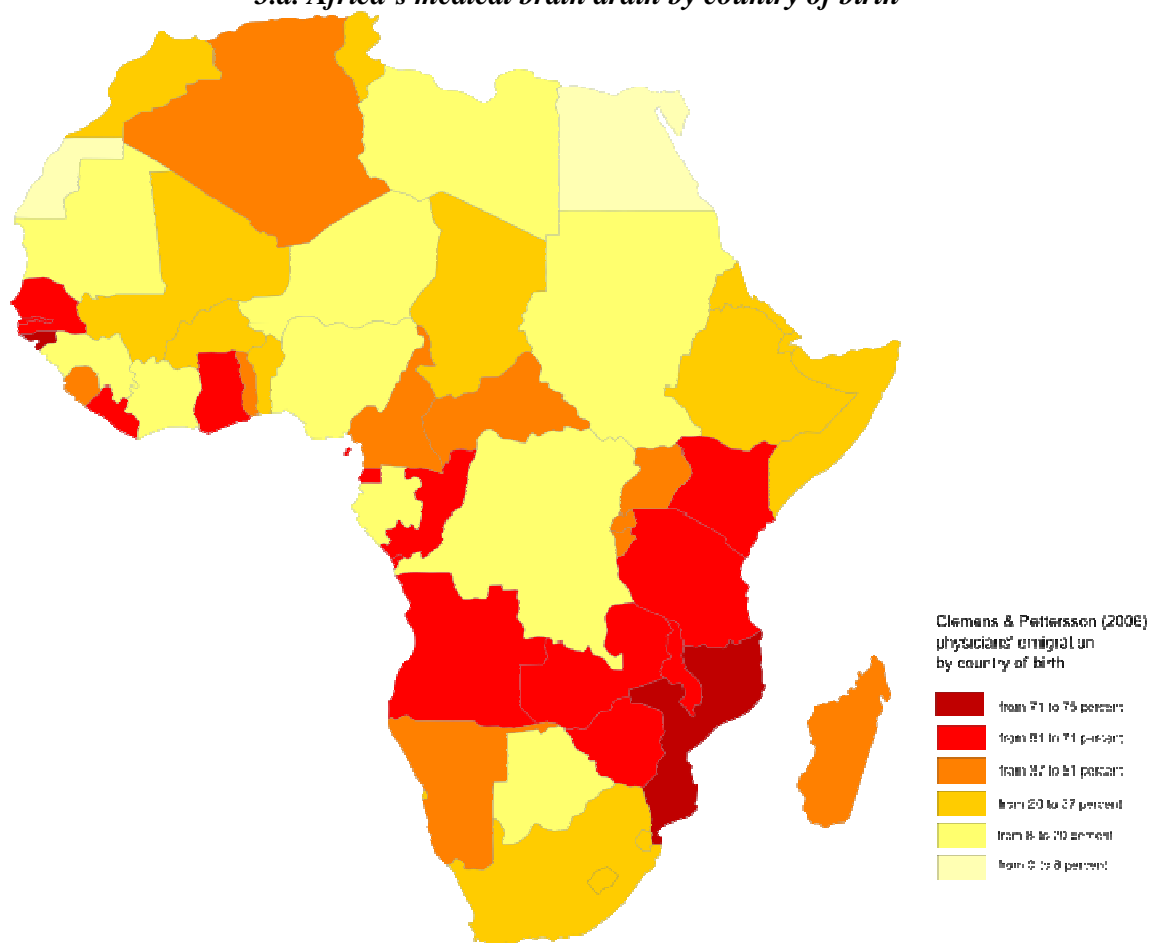 3.a. Africa's medical brain drain by country of birth
Clemens & Pettersson (2006)
physicians' emigration
by country of birth
from 71 to 75 percent
from 51 to 71 percent
from 37 to 51 percent
from 20 to 37 percent
from 8 to 20 percent
from 0 to 8 percent